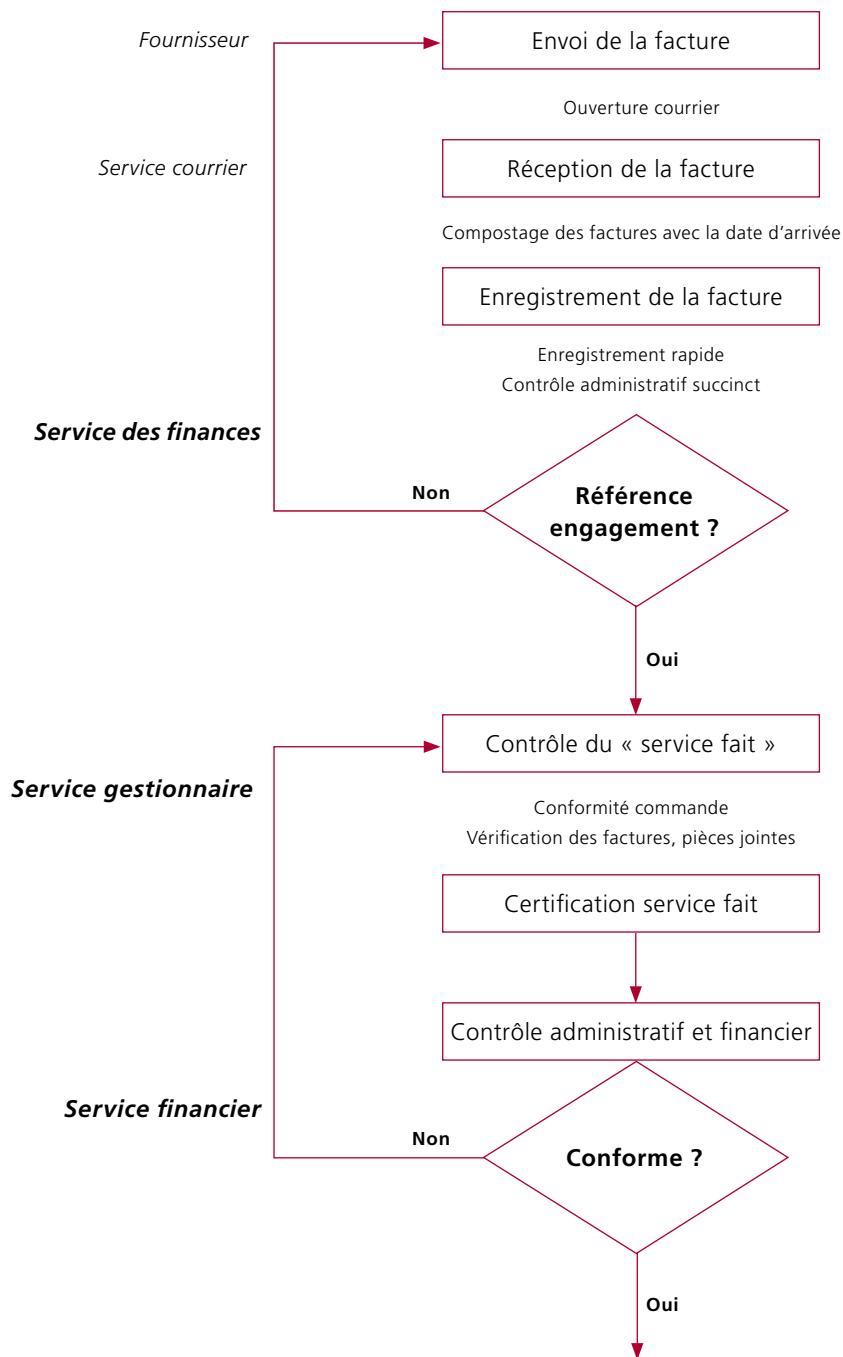 Fournisseur
Envoi de la facture
Ouverture courrier
Service courrier
Réception de la facture
Compostage des factures avec la date d’arrivée
Enregistrement de la facture
Enregistrement rapide
Contrôle administratif succinct
Service des finances
Non
Référence
engagement ?
Oui
Contrôle du « service fait »
Service gestionnaire
Conformité commande
Vérification des factures, pièces jointes
Certification service fait
Contrôle administratif et financier
Service financier
Non
Conforme ?
Oui